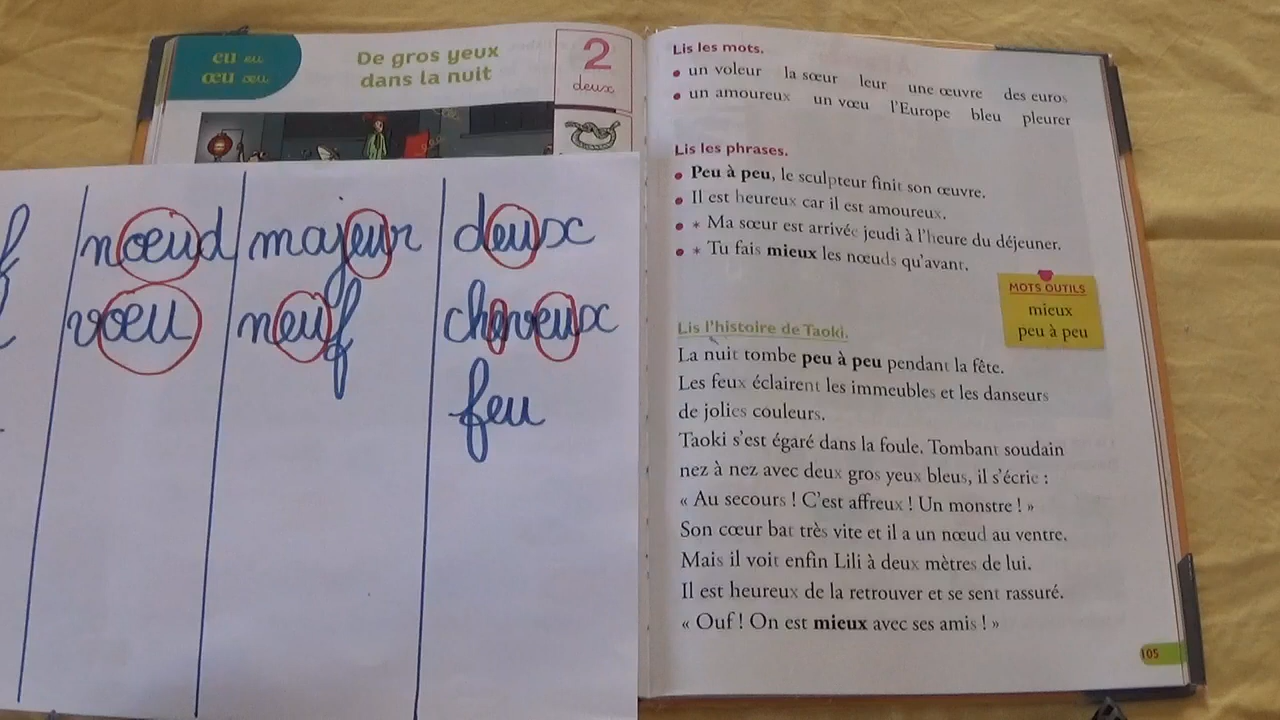 eu eu
œu œu
De gros yeux
dans la nuit
2
deux
nœud
vœu
majeur
neuf
deux
cheveux
feu
Lis les mots.
• un voleur la sœur leur une œuvre des euros
• un amoureux un vœu l'Europe bleu pleurer
Lis les phrases.
• Peu à peu, le sculpteur finit son œuvre.
• Il est heureux car il est amoureux.
• * Ma sœur est arrivée jeudi à l'heure du déjeuner.
• * Tu fais mieux les nœuds qu'avant.
MOTS OUTILS
mieux
peu à peu
Lis l'histoire de Taoki.
La nuit tombe peu à peu pendant la fête.
Les feux éclairent les immeubles et les danseurs
de jolies couleurs.
Taoki s'est égaré dans la foule. Tombant soudain
nez à nez avec deux gros yeux bleus, il s'écrie :
« Au secours ! C'est affreux ! Un monstre ! »
Son cœur bat très vite et il a un nœud au ventre.
Mais il voit enfin Lili à deux mètres de lui.
Il est heureux de la retrouver et se sent rassuré.
« Ouf ! On est mieux avec ses amis ! »
105